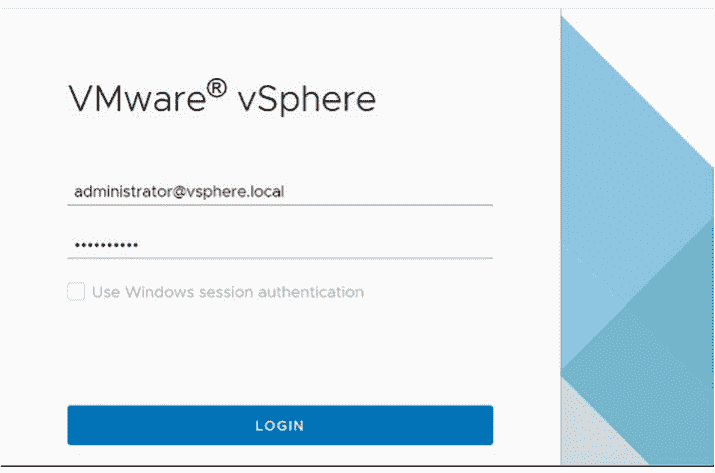 VMware® vSphere
administrator@vsphere.local
••••••••••
Use Windows session authentication
LOGIN